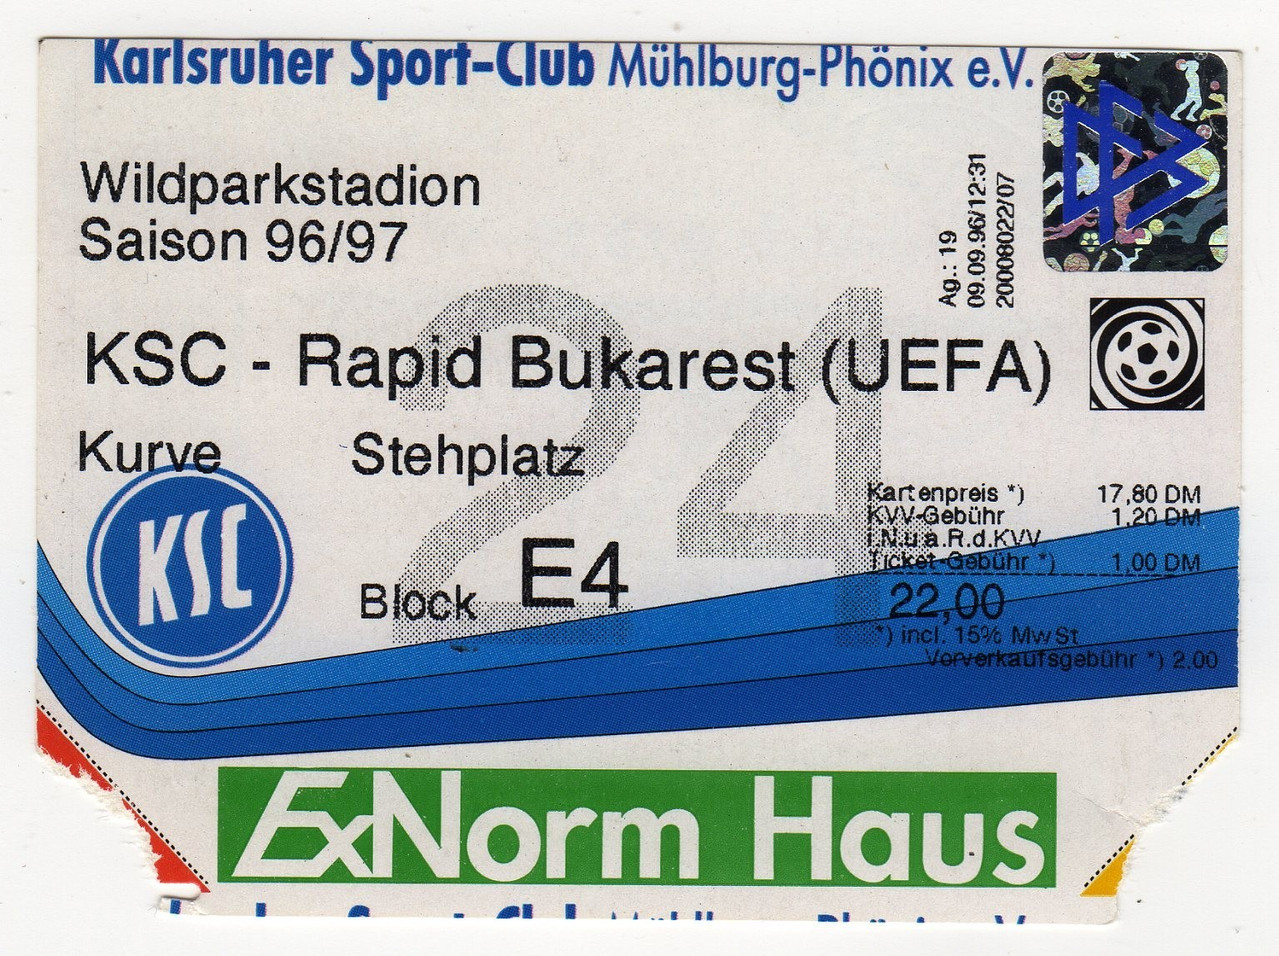 Karlsruher Sport-Club Mühlburg-Phönix e.V.
Wildparkstadion
Saison 96/97
Ag.: 19
09.09.96/12:31
20008022/07
24
KSC - Rapid Bukarest (UEFA)
Kurve Stehplatz
KSC
Block E4
Kartenpreis *) 17,80 DM
KVV-Gebühr 1,20 DM
i.N.u.a.R.d.KVV
Ticket-Gebühr *) 1,00 DM
22,00
*) incl. 15% MwSt
Vorverkaufsgebühr *) 2,00
ExNorm Haus